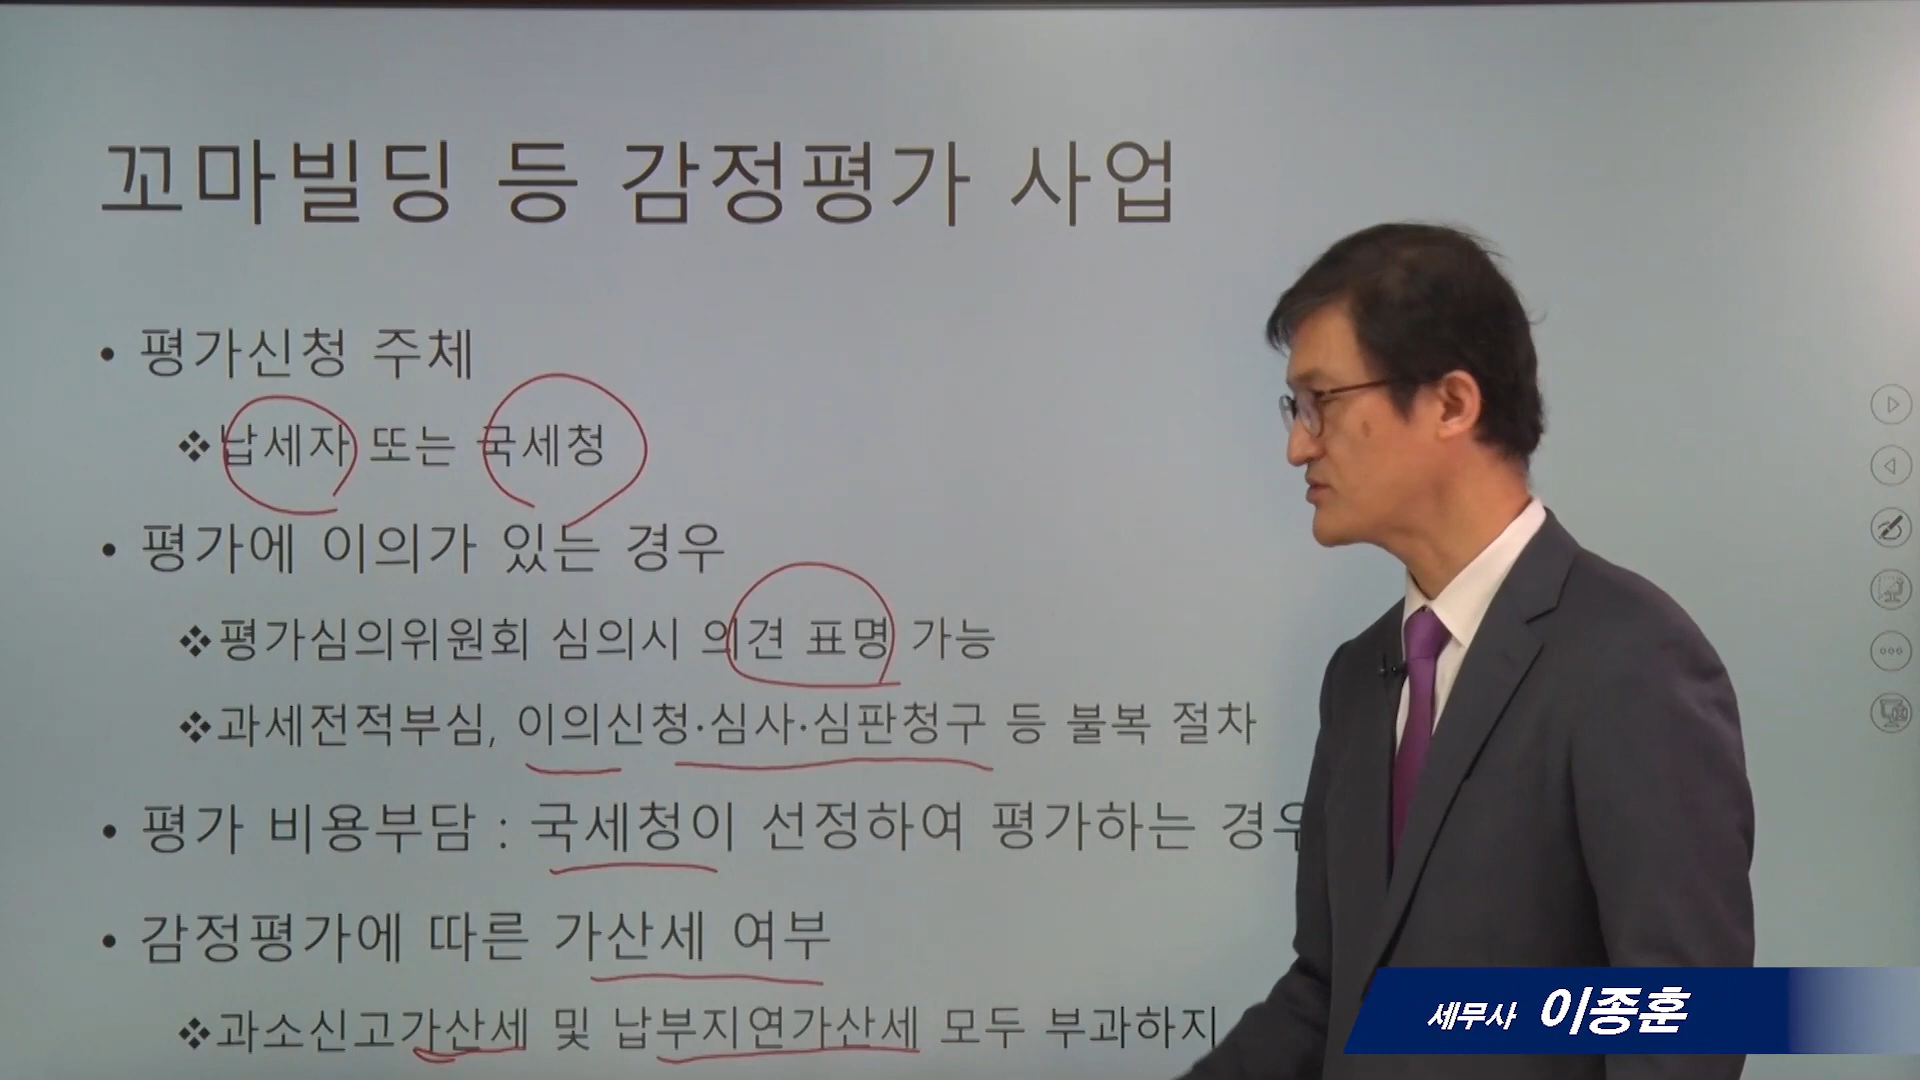 꼬마빌딩 등 감정평가 사업
• 평가신청 주체
❖납세자 또는 국세청
• 평가에 이의가 있는 경우
❖평가심의위원회 심의시 의견 표명 가능
❖과세전적부심, 이의신청·심사·심판청구 등 불복 절차
• 평가 비용부담 : 국세청이 선정하여 평가하는 경우
• 감정평가에 따른 가산세 여부
❖과소신고가산세 및 납부지연가산세 모두 부과하지
세무사 이종훈